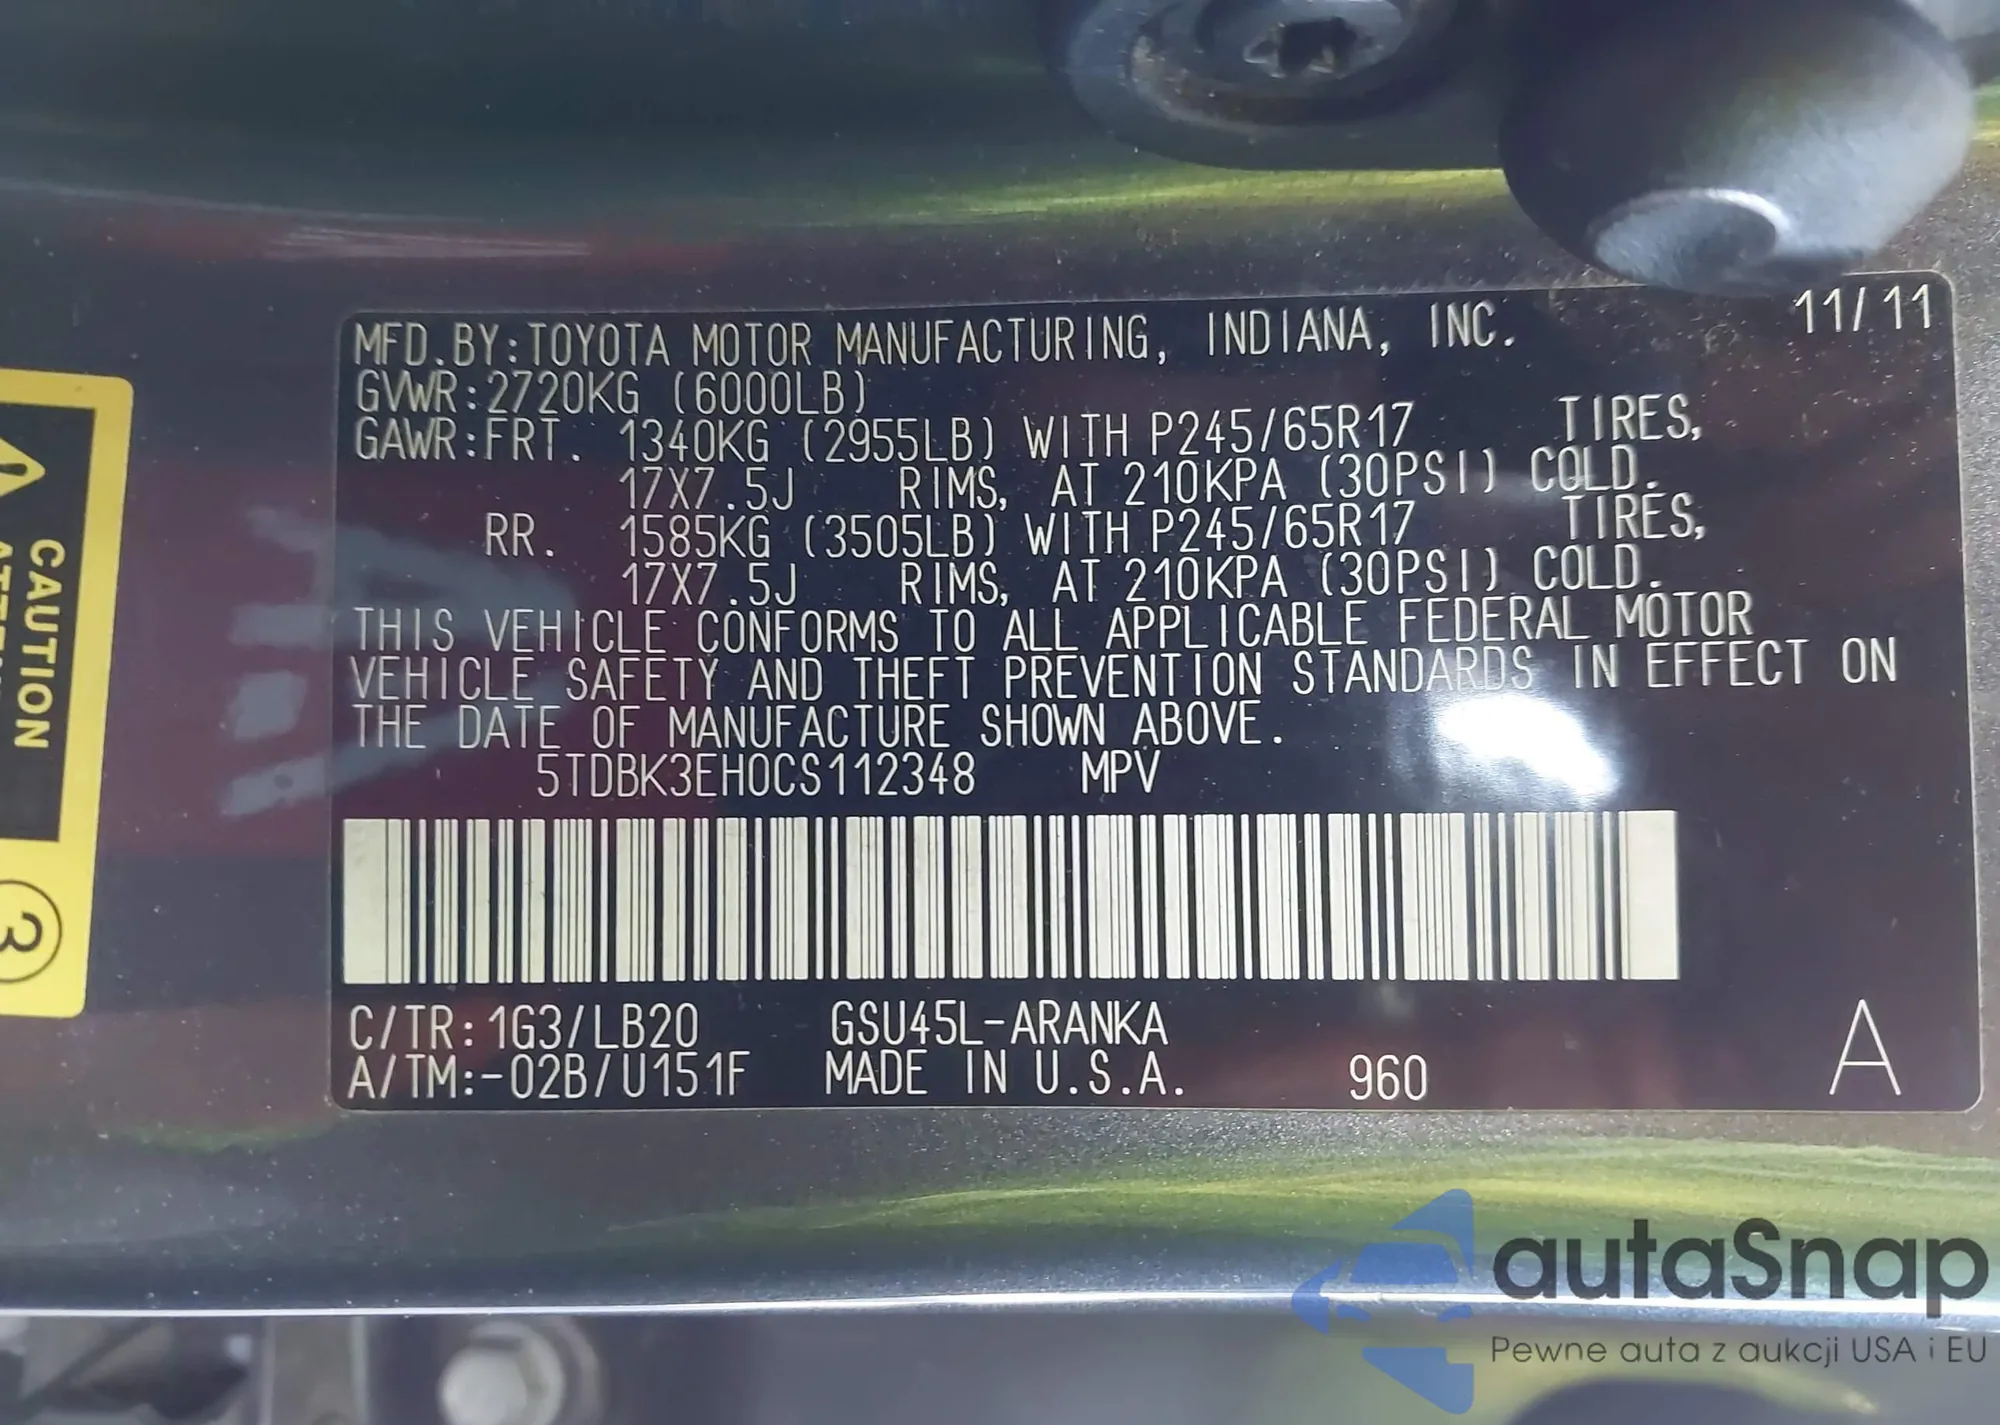 11/11
MFD.BY:TOYOTA MOTOR MANUFACTURING, INDIANA, INC.
GVWR:2720KG (6000LB)
GAWR:FRT. 1340KG (2955LB) WITH P245/65R17 TIRES,
17X7.5J RIMS, AT 210KPA (30PSI) COLD.
RR. 1585KG (3505LB) WITH P245/65R17 TIRES,
17X7.5J RIMS, AT 210KPA (30PSI) COLD.
THIS VEHICLE CONFORMS TO ALL APPLICABLE FEDERAL MOTOR
VEHICLE SAFETY AND THEFT PREVENTION STANDARDS IN EFFECT ON
THE DATE OF MANUFACTURE SHOWN ABOVE.
5TDBK3EH0CS112348 MPV
C/TR:1G3/LB20 GSU45L-ARANKA
A/TM:-02B/U151F MADE IN U.S.A. 960 A
CAUTION
3
autaSnap
Pewne auta z aukcji USA i EU